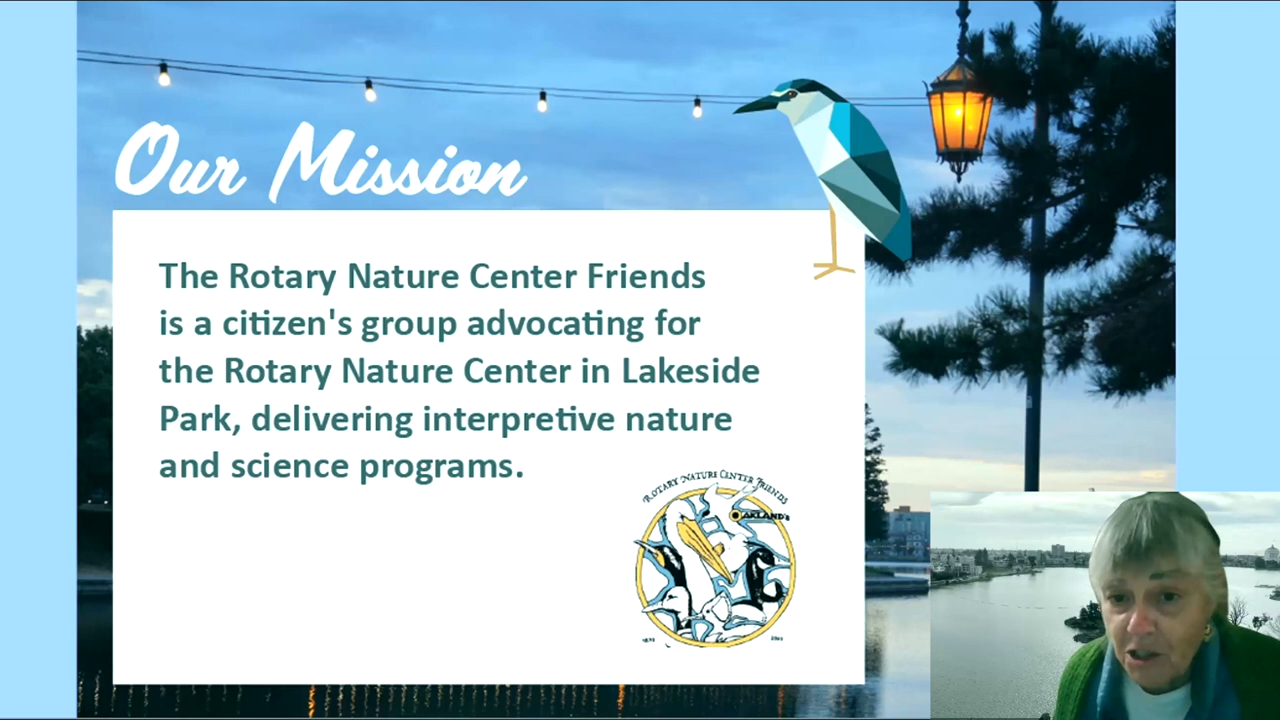 Our Mission
The Rotary Nature Center Friends
is a citizen's group advocating for
the Rotary Nature Center in Lakeside
Park, delivering interpretive nature
and science programs.
ROTARY NATURE CENTER FRIENDS
OAKLAND'S